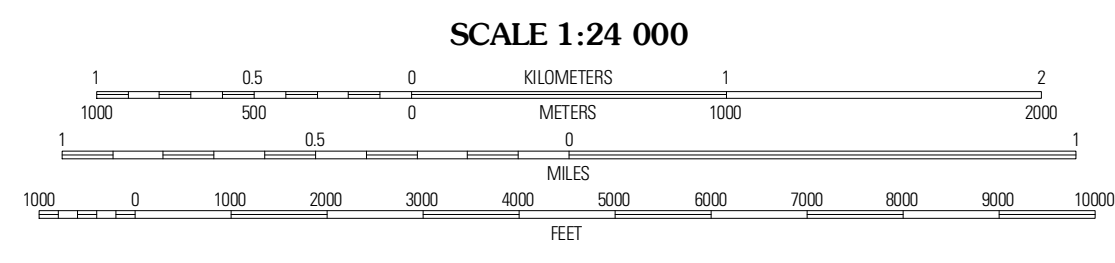 SCALE 1:24 000
1 0.5 0 KILOMETERS 1 2
1000 500 0 METERS 1000 2000
1 0.5 0 1
MILES
1000 0 1000 2000 3000 4000 5000 6000 7000 8000 9000 10000
FEET